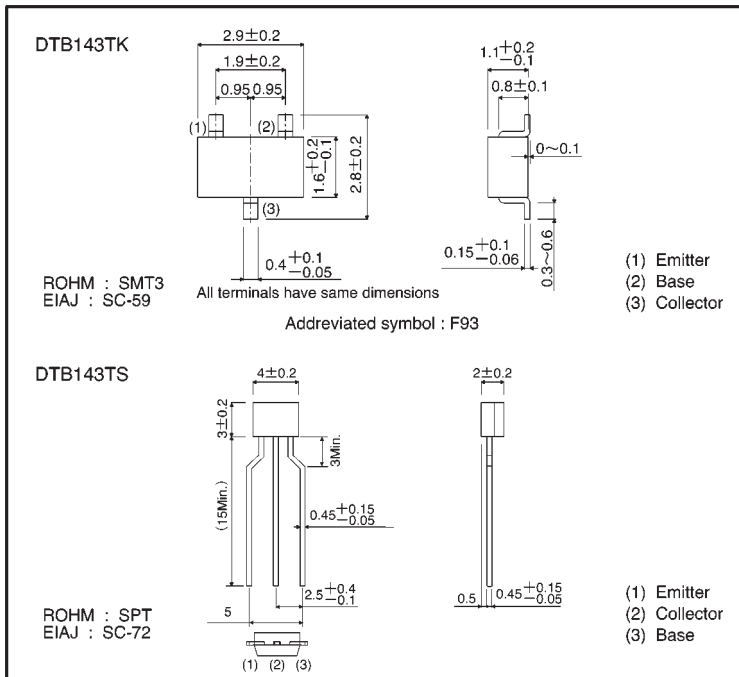 DTB143TK
2.9±0.2
1.9±0.2
0.95 0.95
(1)
(2)
(3)
1.6+0.2 −0.1
2.8±0.2
0.4+0.1 −0.05
1.1+0.2 −0.1
0.8±0.1
0~0.1
0.15+0.1 −0.06
0.3~0.6
All terminals have same dimensions
ROHM : SMT3
EIAJ : SC-59
Addreviated symbol : F93
(1) Emitter
(2) Base
(3) Collector
DTB143TS
4±0.2
3±0.2
3Min.
(15Min.)
0.45+0.15 −0.05
2.5+0.4 −0.1
5
(1) (2) (3)
2±0.2
0.5
0.45+0.15 −0.05
ROHM : SPT
EIAJ : SC-72
(1) Emitter
(2) Collector
(3) Base